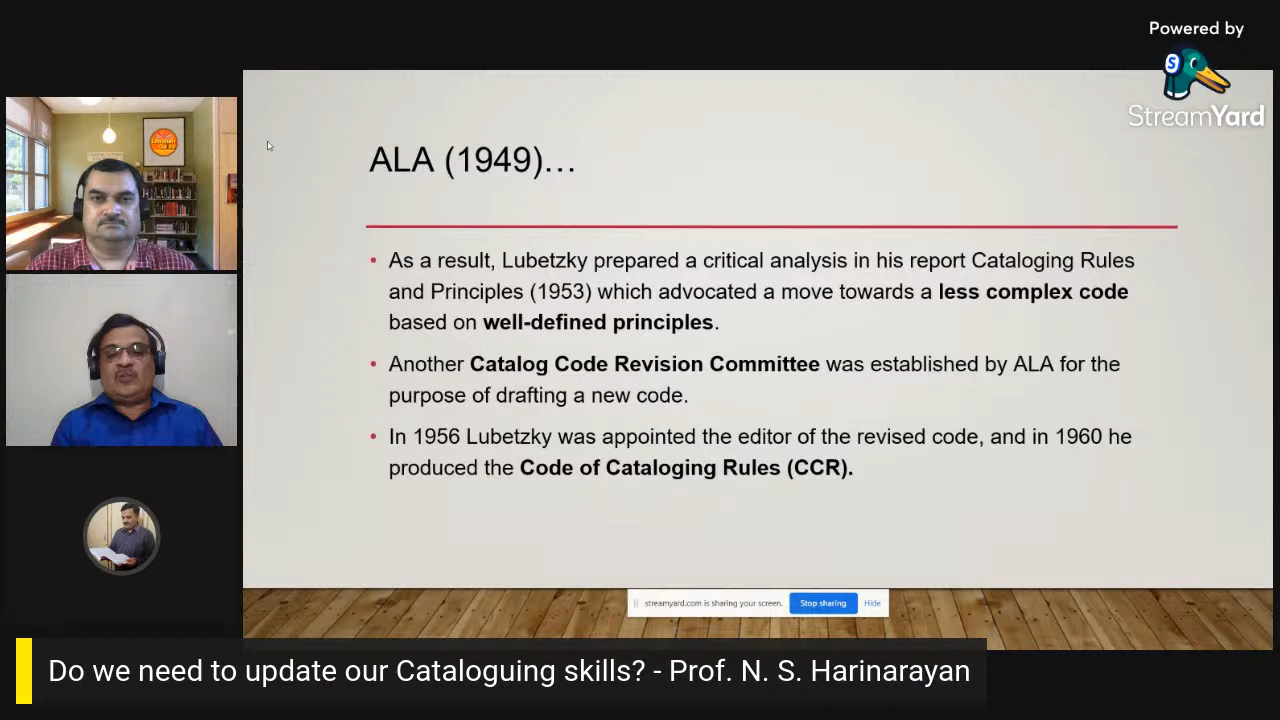 Powered by
StreamYard
ALA (1949)…
• As a result, Lubetzky prepared a critical analysis in his report Cataloging Rules
and Principles (1953) which advocated a move towards a less complex code
based on well-defined principles.
• Another Catalog Code Revision Committee was established by ALA for the
purpose of drafting a new code.
• In 1956 Lubetzky was appointed the editor of the revised code, and in 1960 he
produced the Code of Cataloging Rules (CCR).
streamyard.com is sharing your screen. Stop sharing Hide
Do we need to update our Cataloguing skills? - Prof. N. S. Harinarayan